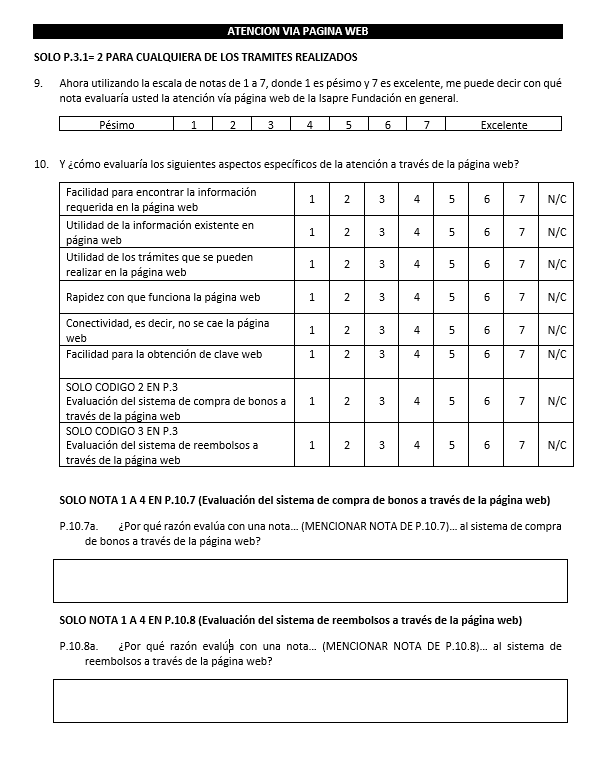 ATENCION VIA PAGINA WEB
SOLO P.3.1= 2 PARA CUALQUIERA DE LOS TRAMITES REALIZADOS
9. Ahora utilizando la escala de notas de 1 a 7, donde 1 es pésimo y 7 es excelente, me puede decir con qué
nota evaluaría usted la atención vía página web de la Isapre Fundación en general.
Pésimo 1 2 3 4 5 6 7 Excelente
10. Y ¿cómo evaluaría los siguientes aspectos específicos de la atención a través de la página web?
Facilidad para encontrar la información
requerida en la página web 1 2 3 4 5 6 7 N/C
Utilidad de la información existente en
página web 1 2 3 4 5 6 7 N/C
Utilidad de los trámites que se pueden
realizar en la página web 1 2 3 4 5 6 7 N/C
Rapidez con que funciona la página web 1 2 3 4 5 6 7 N/C
Conectividad, es decir, no se cae la página
web 1 2 3 4 5 6 7 N/C
Facilidad para la obtención de clave web 1 2 3 4 5 6 7 N/C
SOLO CODIGO 2 EN P.3
Evaluación del sistema de compra de bonos a 1 2 3 4 5 6 7 N/C
través de la página web
SOLO CODIGO 3 EN P.3
Evaluación del sistema de reembolsos a 1 2 3 4 5 6 7 N/C
través de la página web
SOLO NOTA 1 A 4 EN P.10.7 (Evaluación del sistema de compra de bonos a través de la página web)
P.10.7a. ¿Por qué razón evalúa con una nota... (MENCIONAR NOTA DE P.10.7)... al sistema de compra
de bonos a través de la página web?
SOLO NOTA 1 A 4 EN P.10.8 (Evaluación del sistema de reembolsos a través de la página web)
P.10.8a. ¿Por qué razón evalúa con una nota... (MENCIONAR NOTA DE P.10.8)... al sistema de
reembolsos a través de la página web?